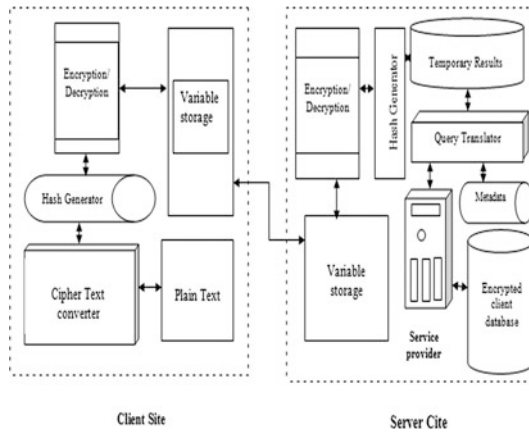 Encryption/
Decryption
Variable
storage
Hash Generator
Cipher Text
converter
Plain Text
Client Site
Encryption/
Decryption
Hash Generator
Temporary Results
Query Translator
Metadata
Variable
storage
Service
provider
Encrypted
client
database
Server Cite